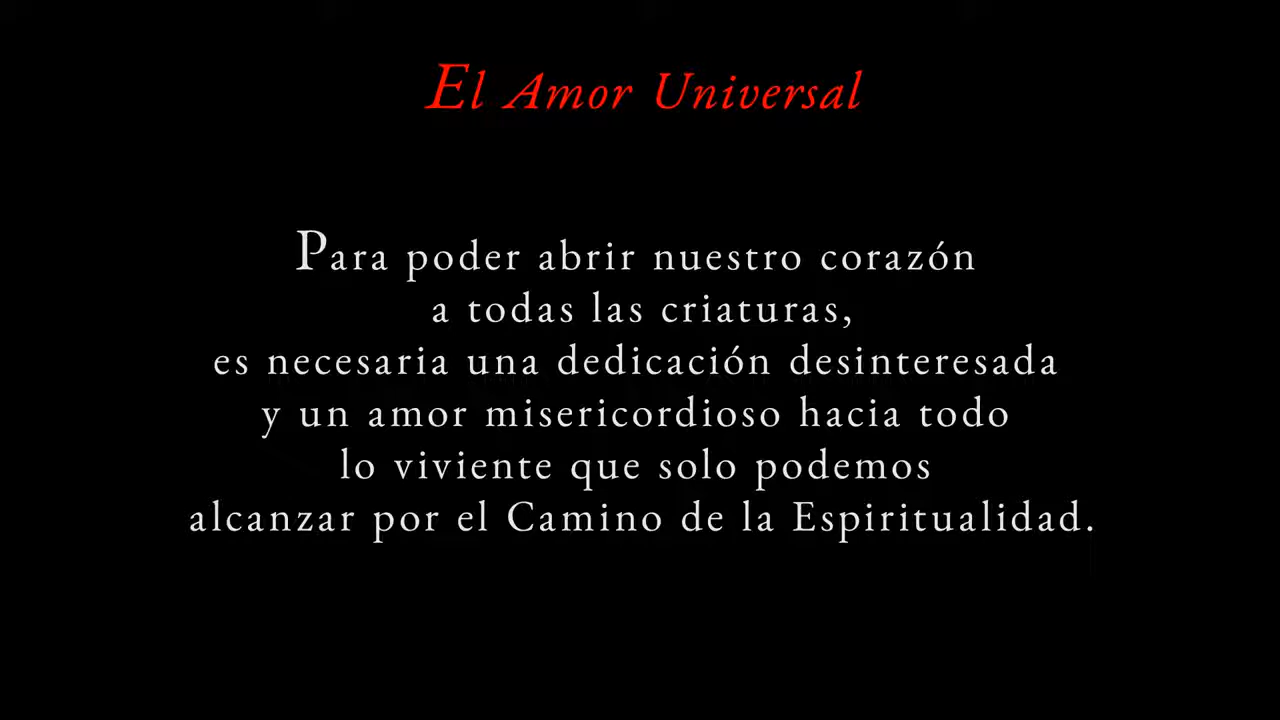 El Amor Universal
Para poder abrir nuestro corazón
a todas las criaturas,
es necesaria una dedicación desinteresada
y un amor misericordioso hacia todo
lo viviente que solo podemos
alcanzar por el Camino de la Espiritualidad.